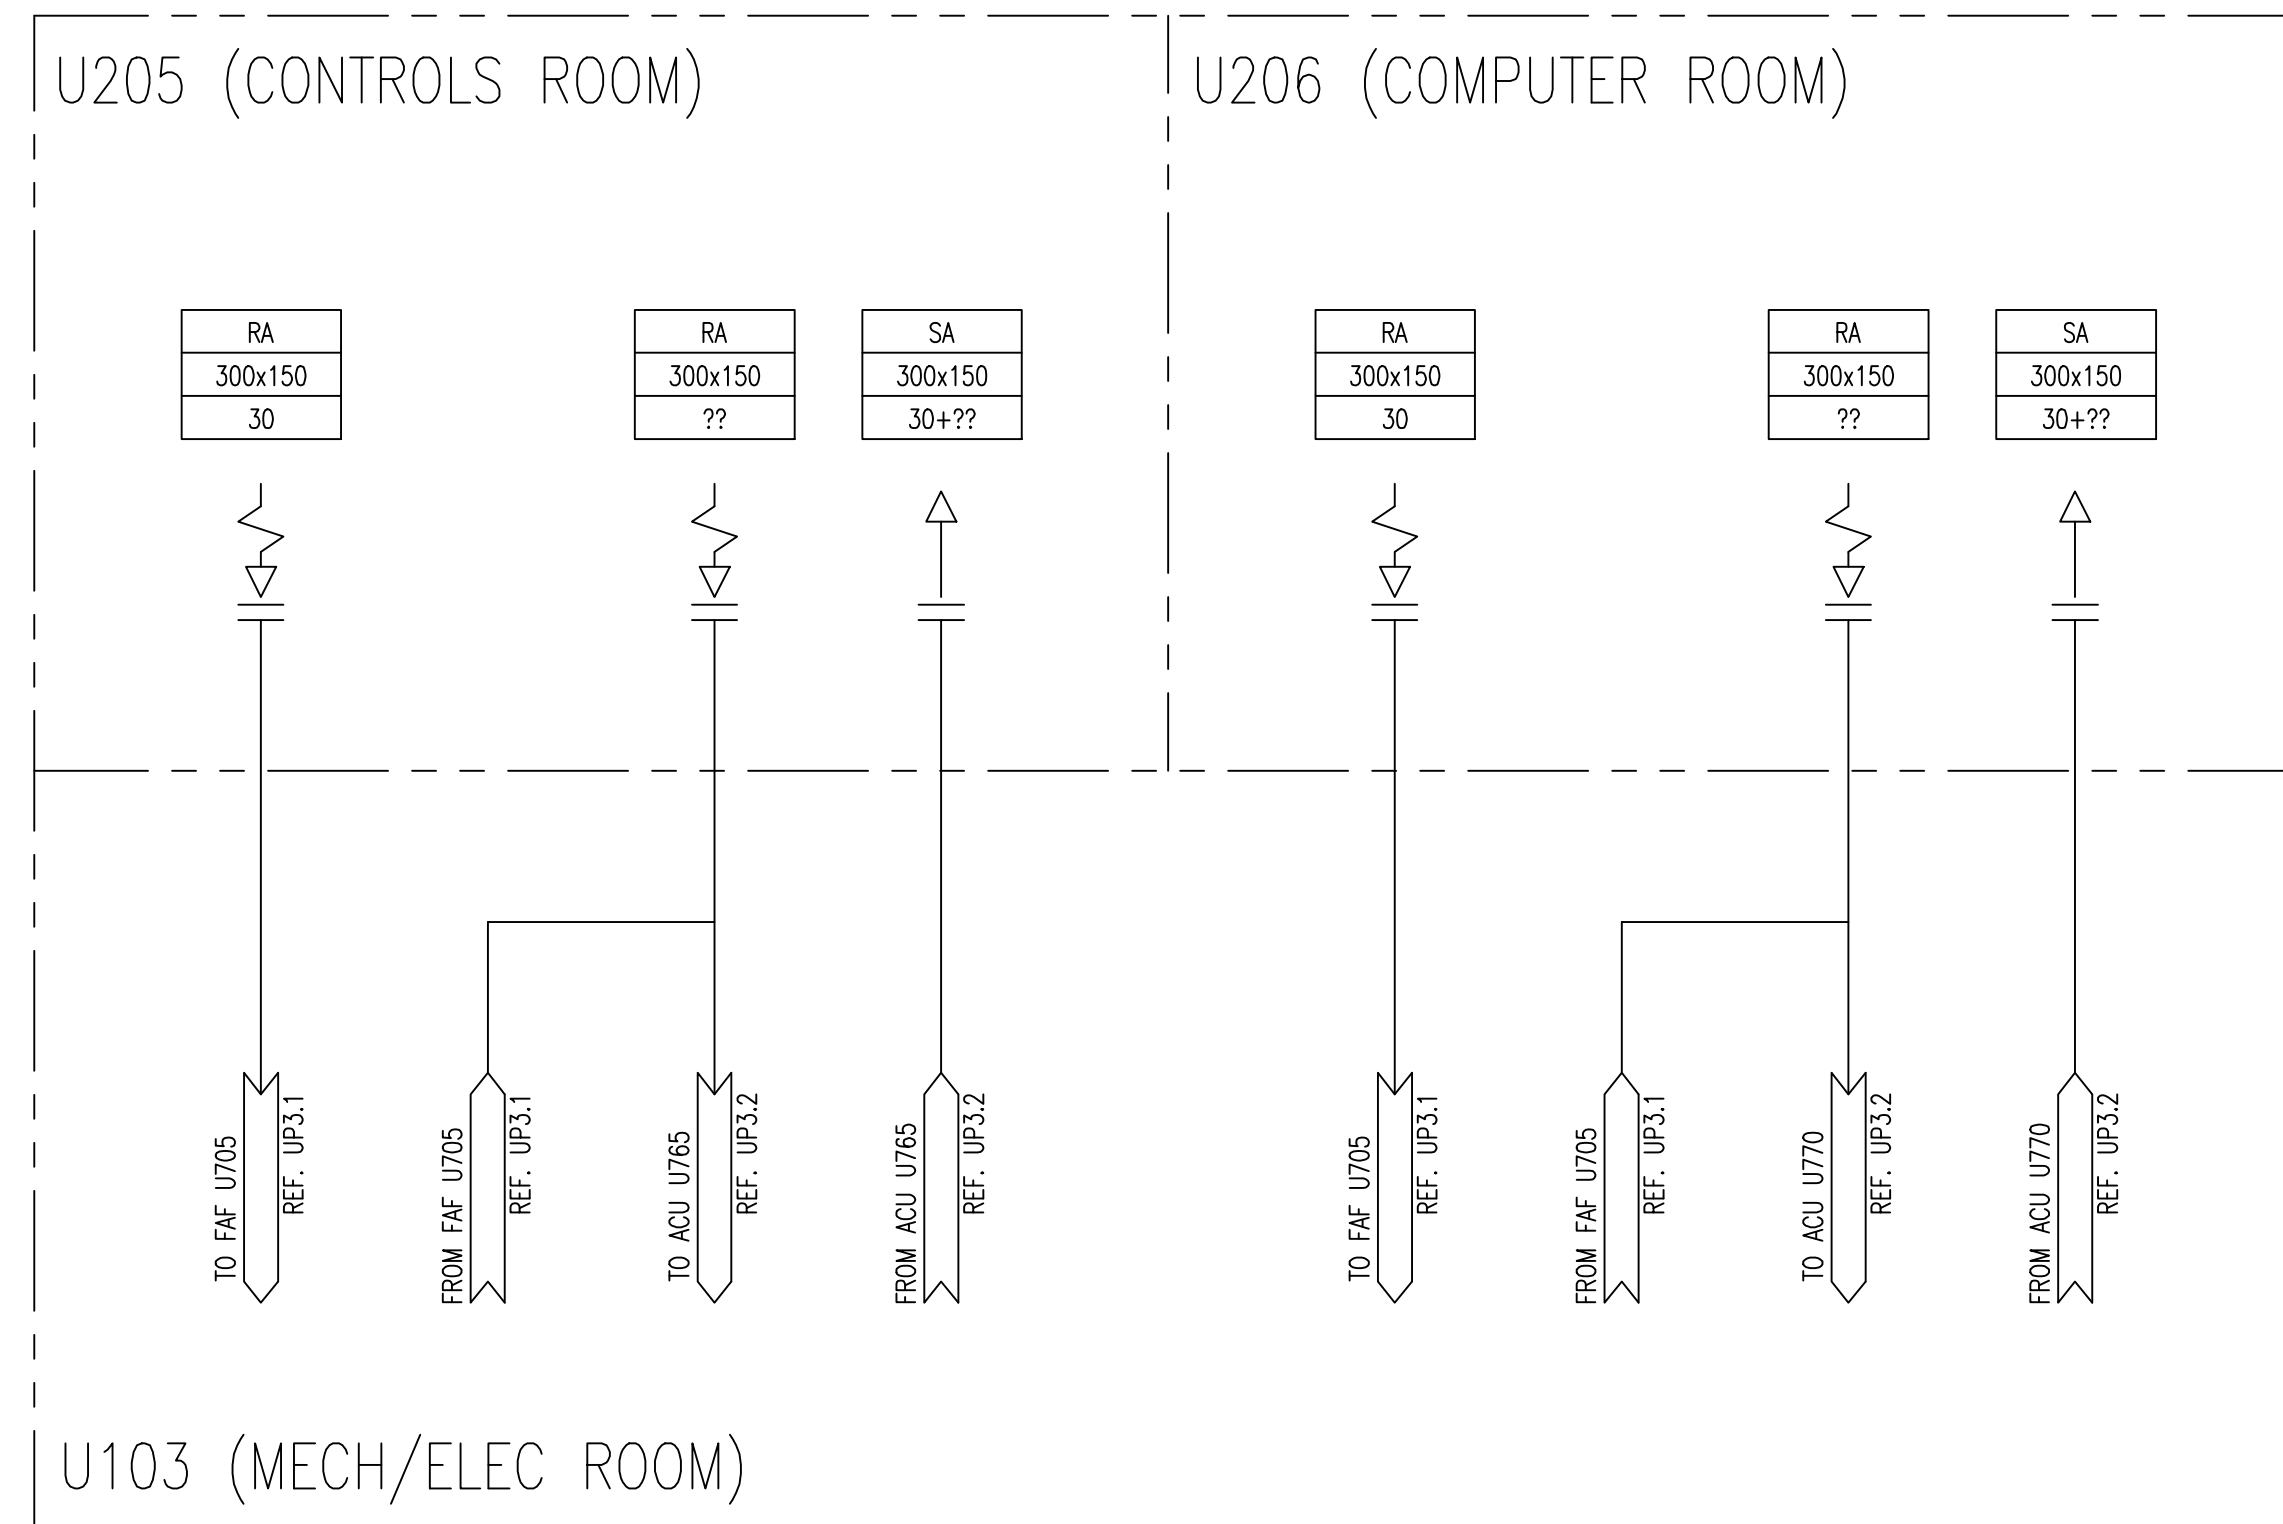 U205 (CONTROLS ROOM)
U206 (COMPUTER ROOM)
RA
300x150
30
RA
300x150
??
SA
300x150
30+??
RA
300x150
30
RA
300x150
??
SA
300x150
30+??
TO FAF U705
REF. UP3.1
FROM FAF U705
REF. UP3.1
TO ACU U765
REF. UP3.2
FROM ACU U765
REF. UP3.2
TO FAF U705
REF. UP3.1
FROM FAF U705
REF. UP3.1
TO ACU U770
REF. UP3.2
FROM ACU U770
REF. UP3.2
U103 (MECH/ELEC ROOM)